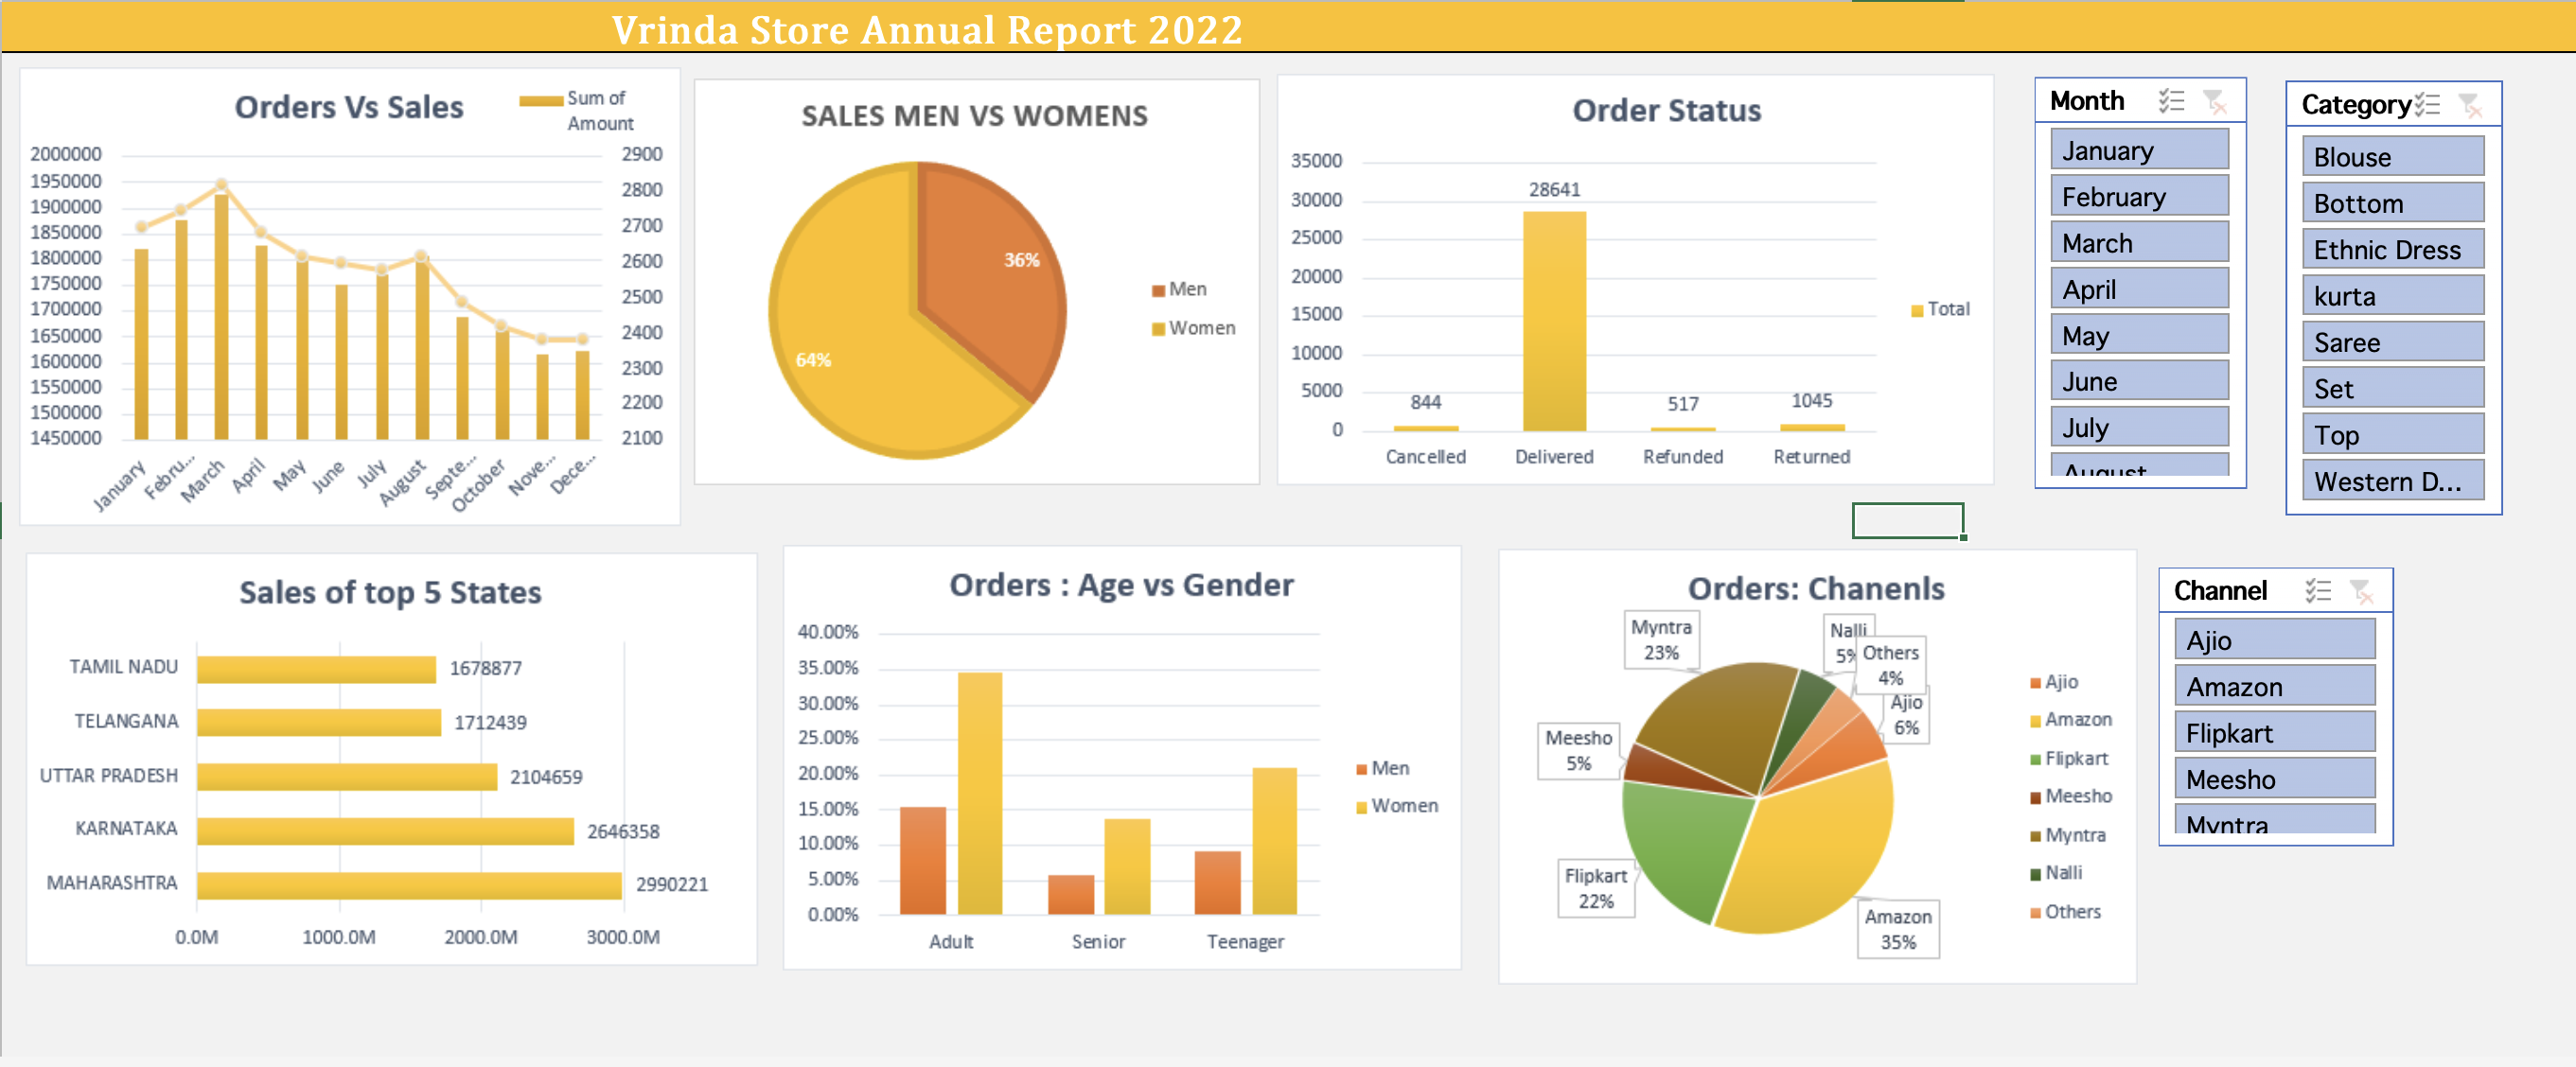 Vrinda Store Annual Report 2022
Orders Vs Sales
Sum of
Amount
2000000
1950000
1900000
1850000
1800000
1750000
1700000
1650000
1600000
1550000
1500000
1450000
2900
2800
2700
2600
2500
2400
2300
2200
2100
January
Febru...
March
April
May
June
July
August
Septe...
October
Nove...
Dece...
SALES MEN VS WOMENS
36%
64%
Men
Women
Order Status
35000
30000
25000
20000
15000
10000
5000
0
844
28641
517
1045
Cancelled
Delivered
Refunded
Returned
Total
Month
January
February
March
April
May
June
July
August
Category
Blouse
Bottom
Ethnic Dress
kurta
Saree
Set
Top
Western D...
Sales of top 5 States
TAMIL NADU 1678877
TELANGANA 1712439
UTTAR PRADESH 2104659
KARNATAKA 2646358
MAHARASHTRA 2990221
0.0M 1000.0M 2000.0M 3000.0M
Orders : Age vs Gender
40.00%
35.00%
30.00%
25.00%
20.00%
15.00%
10.00%
5.00%
0.00%
Adult
Senior
Teenager
Men
Women
Orders: Chanenls
Myntra
23%
Nalli
5%
Others
4%
Ajio
6%
Meesho
5%
Flipkart
22%
Amazon
35%
Ajio
Amazon
Flipkart
Meesho
Myntra
Nalli
Others
Channel
Ajio
Amazon
Flipkart
Meesho
Myntra